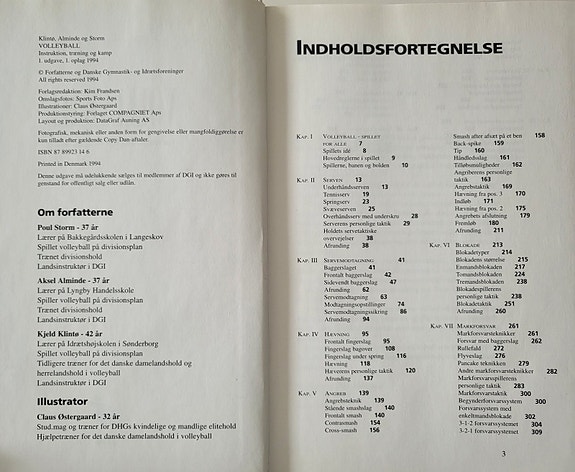 Klintø, Alminde og Storm
VOLLEYBALL
Instruktion, træning og kamp
1. udgave, 1. oplag 1994
© Forfatterne og Danske Gymnastik- og Idrætsforeninger
All rights reserved 1994
Forlagsredaktion: Kim Frandsen
Omslagsfotos: Sports Foto Aps
Illustrationer: Claus Østergaard
Produktionstyring: Forlaget COMPAGNIET Aps
Layout og produktion: DataGraf Auning AS
Fotografisk, mekanisk eller anden form for gengivelse eller mangfoldiggørelse er
kun tilladt efter gældende Copy Dan-aftaler.
ISBN 87 89923 14 6
Printed in Denmark 1994
Denne udgave må udelukkende sælges til medlemmer af DGI og ikke gøres til
genstand for offentligt salg eller udlån.
Om forfatterne
Poul Storm - 37 år
Lærer på Bakkegårdsskolen i Langeskov
Spiller volleyball på divisionsplan
Trænet divisionshold
Landsinstruktør i DGI
Aksel Alminde - 37 år
Lærer på Lyngby Handelsskole
Spiller volleyball på divisionsplan
Trænet divisionshold
Landsinstruktør i DGI
Kjeld Klintø - 42 år
Lærer på Idrætshøjskolen i Sønderborg
Spillet volleyball på divisionsplan
Tidligere træner for det danske damelandshold og
herrelandshold i volleyball
Landsinstruktør i DGI
Illustrator
Claus Østergaard - 32 år
Stud.mag og træner for DHGs kvindelige og mandlige elitehold
Hjælpetræner for det danske damelandshold i volleyball
INDHOLDSFORTEGNELSE
KAP. I VOLLEYBALL - SPILLET
FOR ALLE 7
Spillets idé 8
Hovedreglerne i spillet 9
Spillerne, banen og bolden 10
KAP. II SERVEN 13
Underhåndsserven 13
Tennisserv 19
Springserv 23
Svæveserven 25
Overhåndsserv med underskru 28
Serverens personlige taktik 29
Holdets servetaktiske
overvejelser 38
Afrunding 38
KAP. III SERVEMODTAGNING 41
Baggerslaget 41
Frontalt baggerslag 42
Sidevendt baggerslag 47
Afrunding 62
Servemodtagning 63
Modtagningsopstillinger 74
Servemodtagningssikring 86
Afrunding 94
KAP. IV HÆVNING 95
Frontalt fingerslag 95
Fingerslag bagover 108
Fingerslag under spring 116
Hævning 118
Hæverens personlige taktik 120
Afrunding 137
KAP. V ANGREB 139
Angrebsteknik 139
Stående smashslag 140
Frontalt smash 140
Contrasmash 154
Cross-smash 156
Smash efter afsæt på et ben 158
Back-spike 159
Tip 160
Håndledsslag 161
Tilløbsmuligheder 162
Angriberens personlige
taktik 163
Angrebstaktik 169
Hævning fra pos. 3 170
Indløb 171
Hævning fra pos. 2 175
Angrebets afslutning 179
Fremløb 180
Afrunding 211
KAP. VI BLOKADE 213
Blokadetyper 214
Blokadens størrelse 215
Enmandsblokaden 217
Tomandsblokaden 224
Tremandsblokaden 238
Blokadespillerens
personlige taktik 238
Blokadetaktik 251
Afrunding 260
KAP. VII MARKFORSVAR 261
Markforsvarsteknikker 261
Forsvar med baggerslag 262
Rullefald 272
Flyveslag 276
Pancake teknikken 279
Andre markforsvarsteknikker 282
Markforsvarsspillerens
personlige taktik 283
Markforsvarstaktik 300
Begynderforsvarssystem 300
Forsvarssystem med
enkeltmandsblokade 302
3-1-2 forsvarssystemet 304
3-2-1 forsvarssystemet 309
3